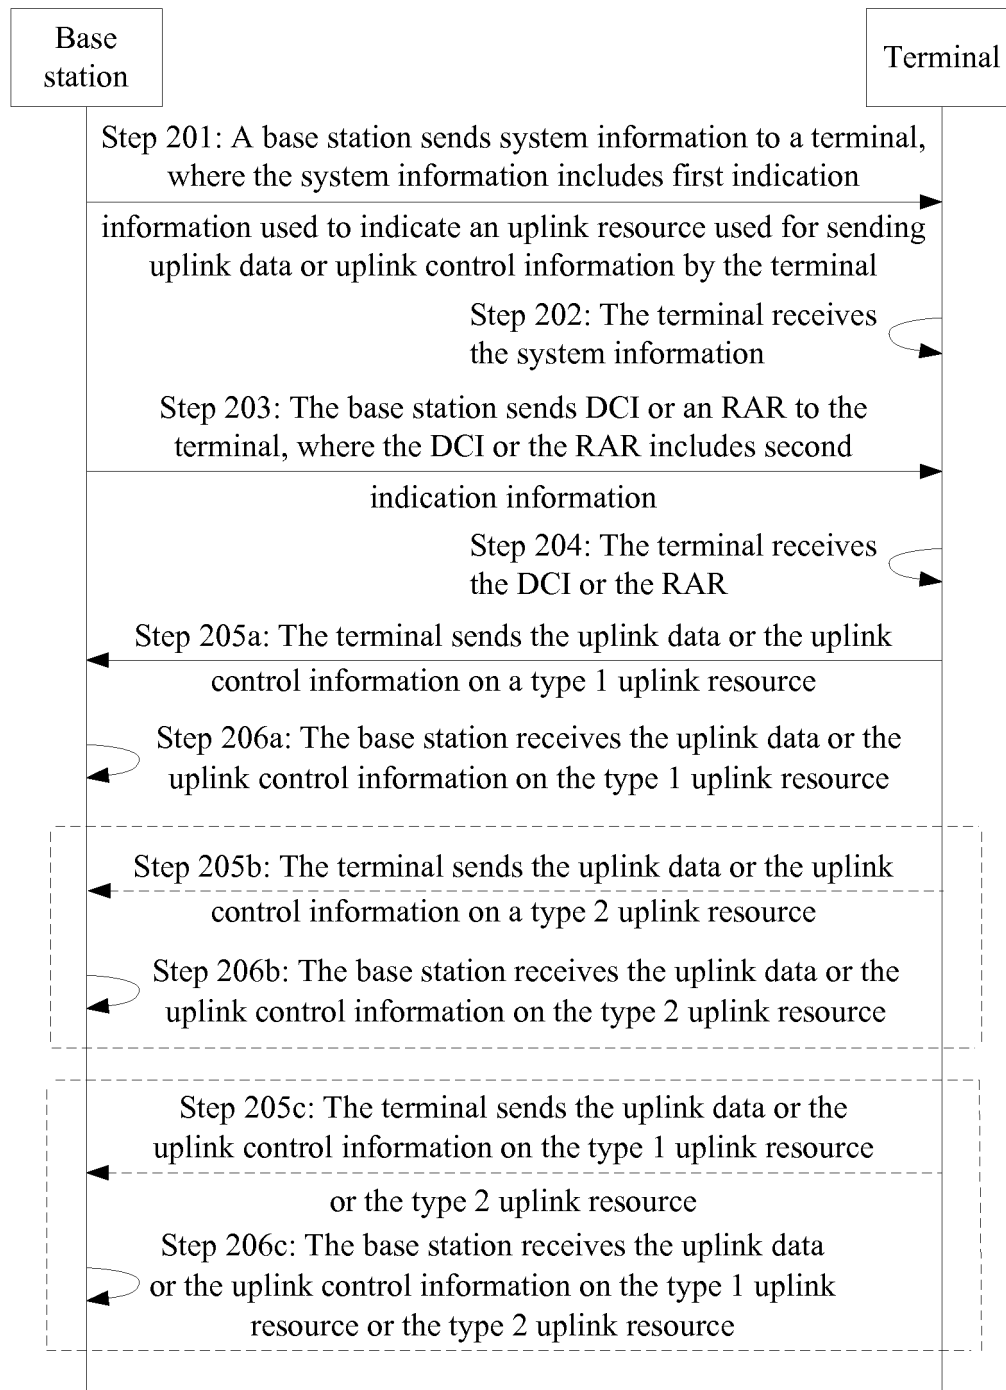 Base
station
Terminal
Step 201: A base station sends system information to a terminal,
where the system information includes first indication
information used to indicate an uplink resource used for sending
uplink data or uplink control information by the terminal
Step 202: The terminal receives
the system information
Step 203: The base station sends DCI or an RAR to the
terminal, where the DCI or the RAR includes second
indication information
Step 204: The terminal receives
the DCI or the RAR
Step 205a: The terminal sends the uplink data or the uplink
control information on a type 1 uplink resource
Step 206a: The base station receives the uplink data or the
uplink control information on the type 1 uplink resource
Step 205b: The terminal sends the uplink data or the uplink
control information on a type 2 uplink resource
Step 206b: The base station receives the uplink data or the
uplink control information on the type 2 uplink resource
Step 205c: The terminal sends the uplink data or the
uplink control information on the type 1 uplink resource
or the type 2 uplink resource
Step 206c: The base station receives the uplink data
or the uplink control information on the type 1 uplink
resource or the type 2 uplink resource